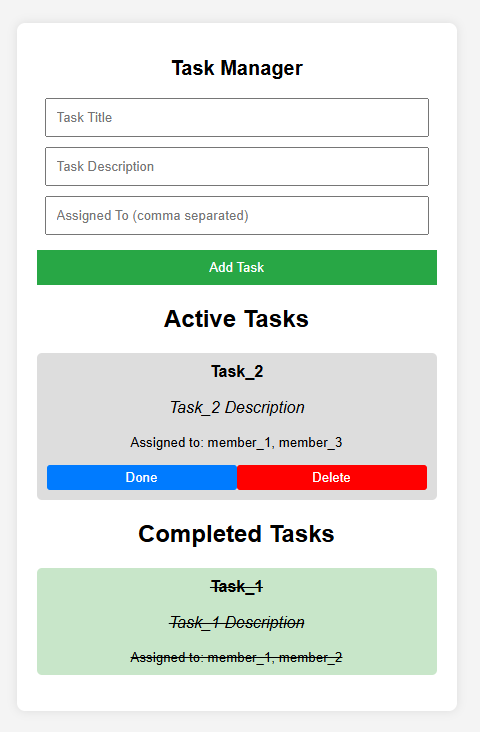 Task Manager
Task Title
Task Description
Assigned To (comma separated)
Add Task
Active Tasks
Task_2
Task_2 Description
Assigned to: member_1, member_3
Done Delete
Completed Tasks
Task_1
Task_1 Description
Assigned to: member_1, member_2